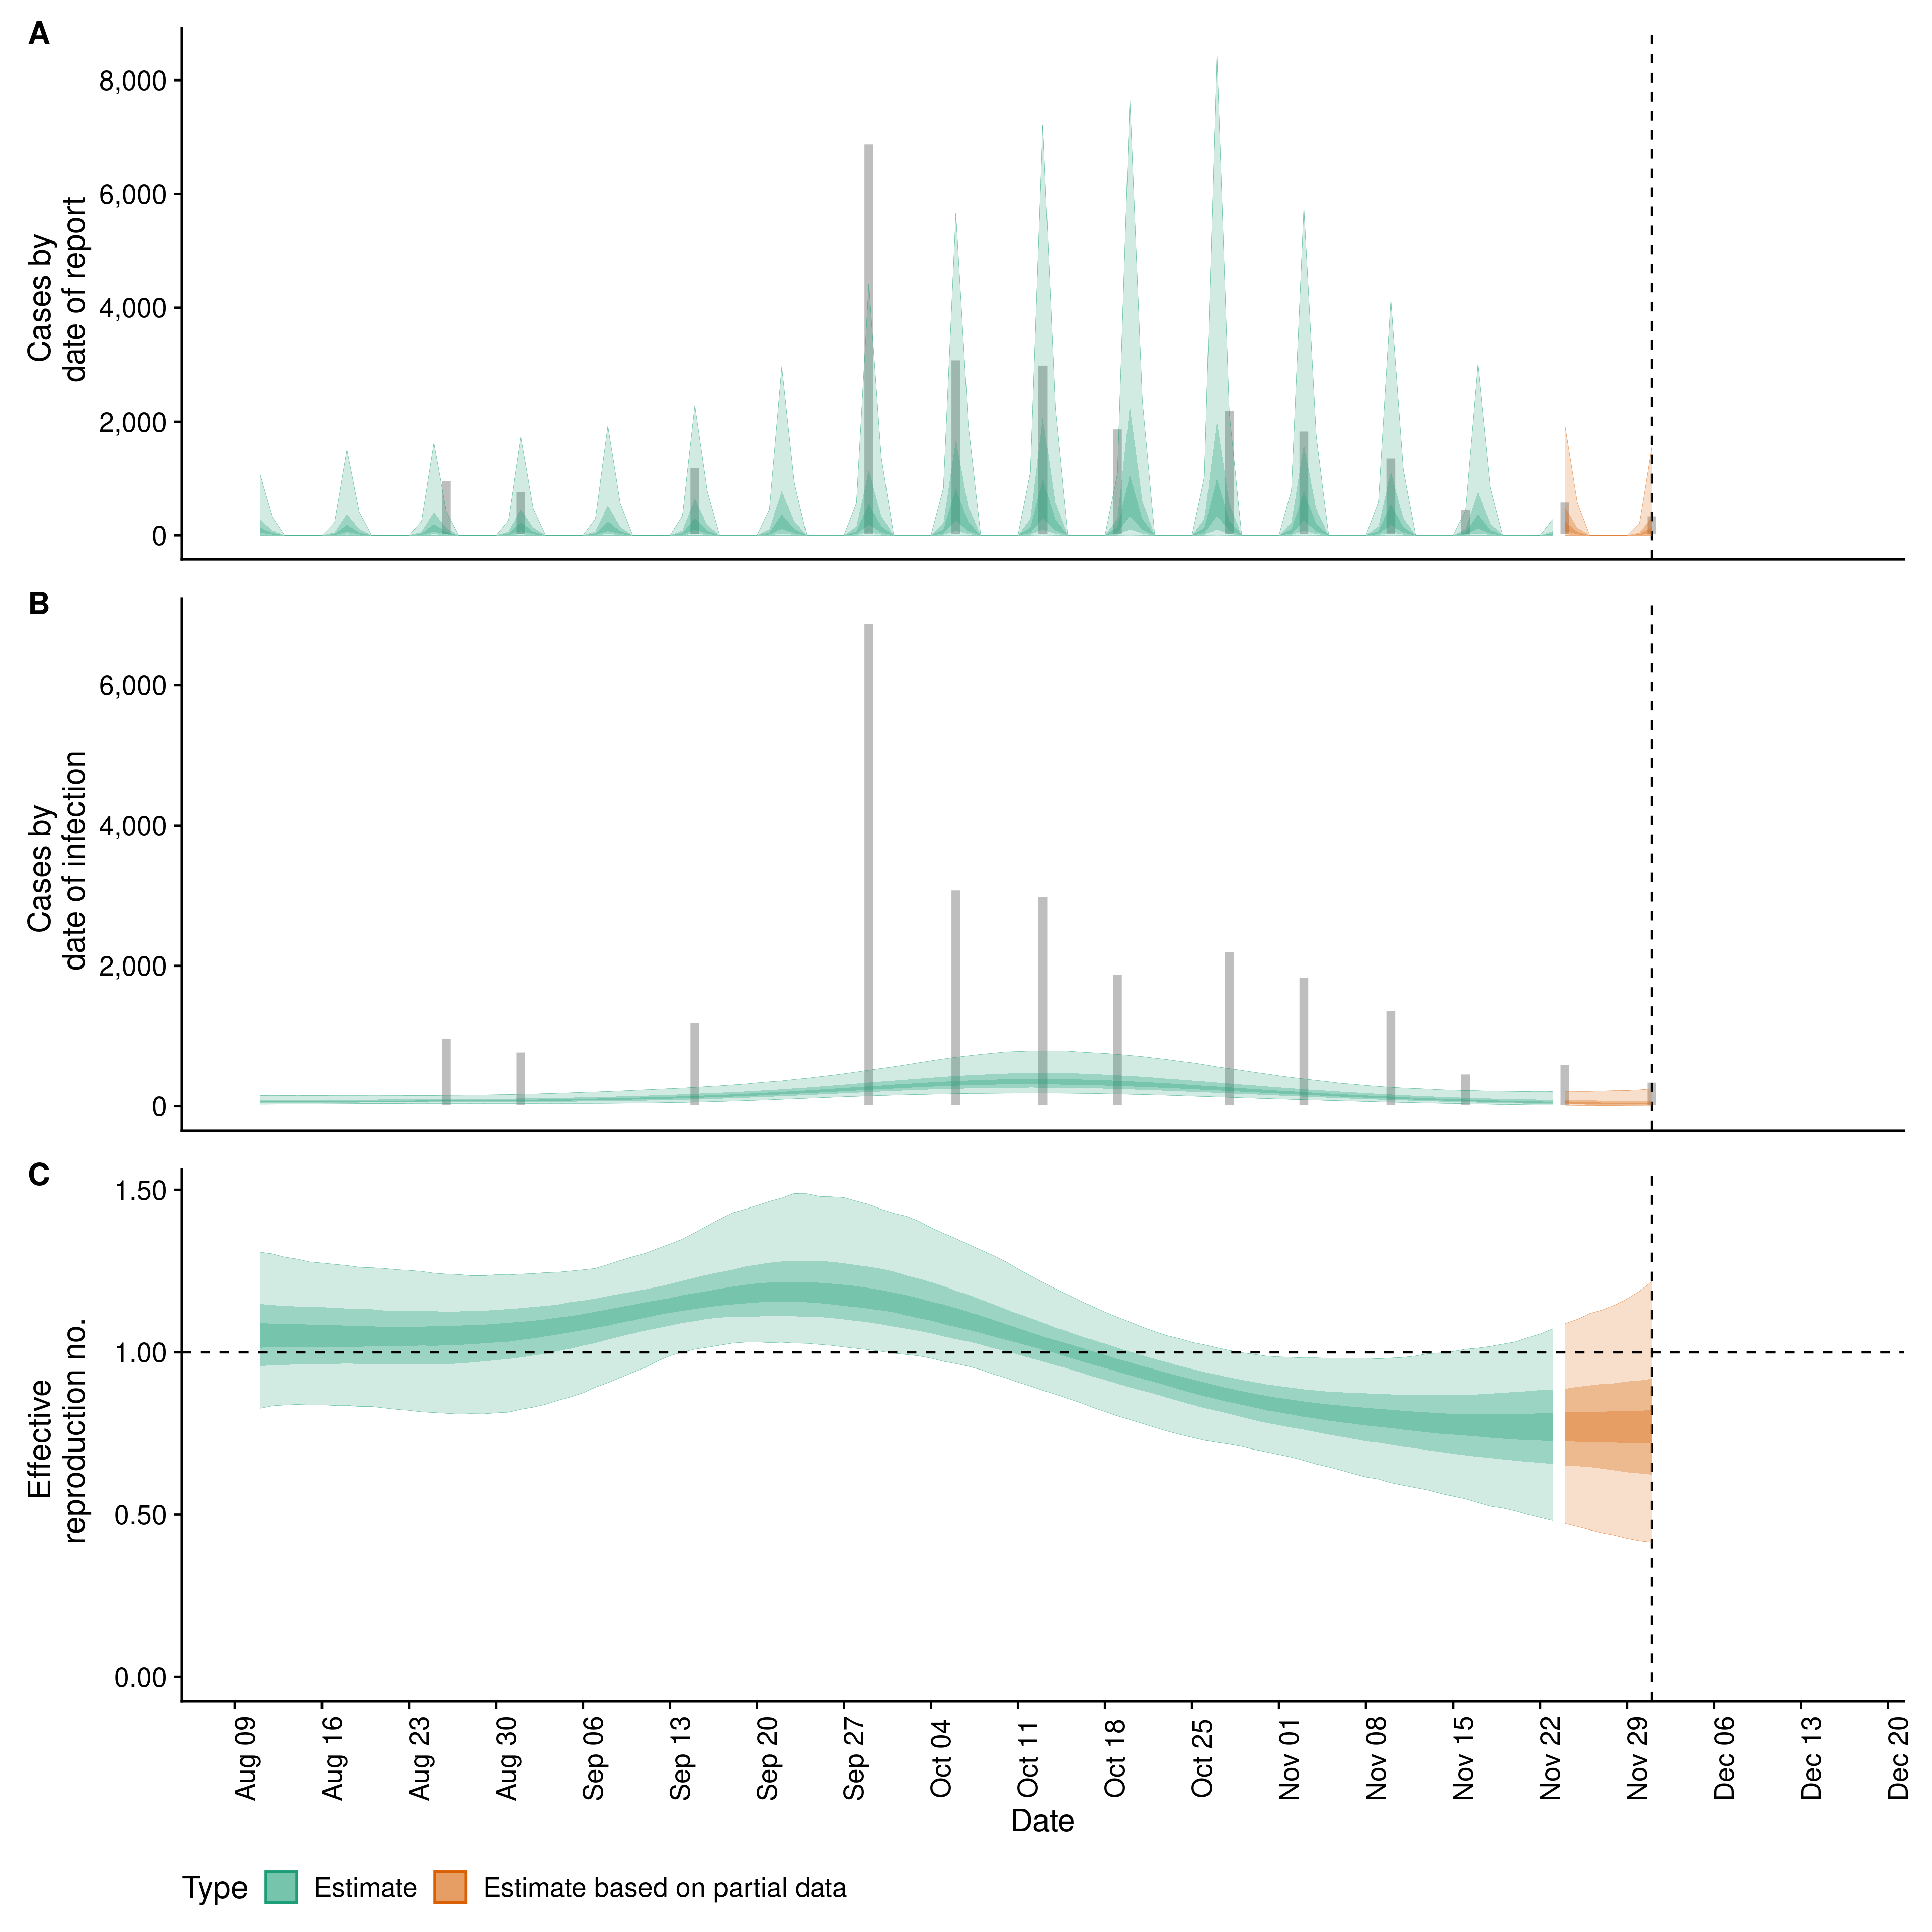 A
8,000
6,000
4,000
2,000
0
Cases by
date of report
B
6,000
4,000
2,000
0
Cases by
date of infection
C
1.50
1.00
0.50
0.00
Effective
reproduction no.
Aug 09
Aug 16
Aug 23
Aug 30
Sep 06
Sep 13
Sep 20
Sep 27
Oct 04
Oct 11
Oct 18
Oct 25
Nov 01
Nov 08
Nov 15
Nov 22
Nov 29
Dec 06
Dec 13
Dec 20
Date
Type Estimate Estimate based on partial data